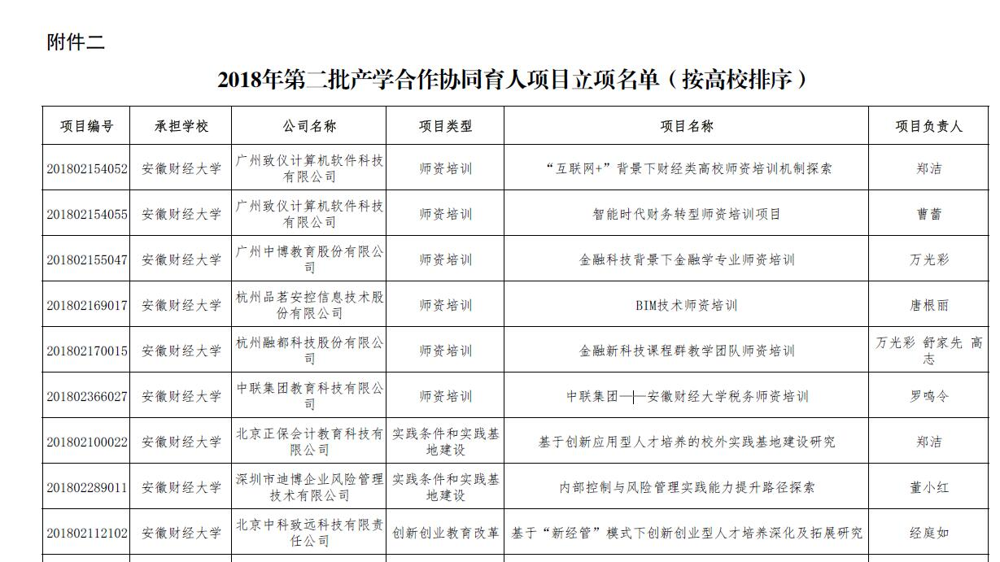 附件二
2018年第二批产学合作协同育人项目立项名单（按高校排序）
项目编号 承担学校 公司名称 项目类型 项目名称 项目负责人
201802154052 安徽财经大学 广州致仪计算机软件科技有限公司 师资培训 “互联网+”背景下财经类高校师资培训机制探索 郑洁
201802154055 安徽财经大学 广州致仪计算机软件科技有限公司 师资培训 智能时代财务转型师资培训项目 曹蕾
201802155047 安徽财经大学 广州中博教育股份有限公司 师资培训 金融科技背景下金融学专业师资培训 万光彩
201802169017 安徽财经大学 杭州品茗安控信息技术股份有限公司 师资培训 BIM技术师资培训 唐根丽
201802170015 安徽财经大学 杭州融都科技股份有限公司 师资培训 金融新科技课程群教学团队师资培训 万光彩 舒家先 高志
201802366027 安徽财经大学 中联集团教育科技有限公司 师资培训 中联集团——安徽财经大学税务师资培训 罗鸣令
201802100022 安徽财经大学 北京正保会计教育科技有限公司 实践条件和实践基地建设 基于创新应用型人才培养的校外实践基地建设研究 郑洁
201802289011 安徽财经大学 深圳市迪博企业风险管理技术有限公司 实践条件和实践基地建设 内部控制与风险管理实践能力提升路径探索 董小红
201802112102 安徽财经大学 北京中科致远科技有限责任公司 创新创业教育改革 基于“新经管”模式下创新创业型人才培养深化及拓展研究 经庭如